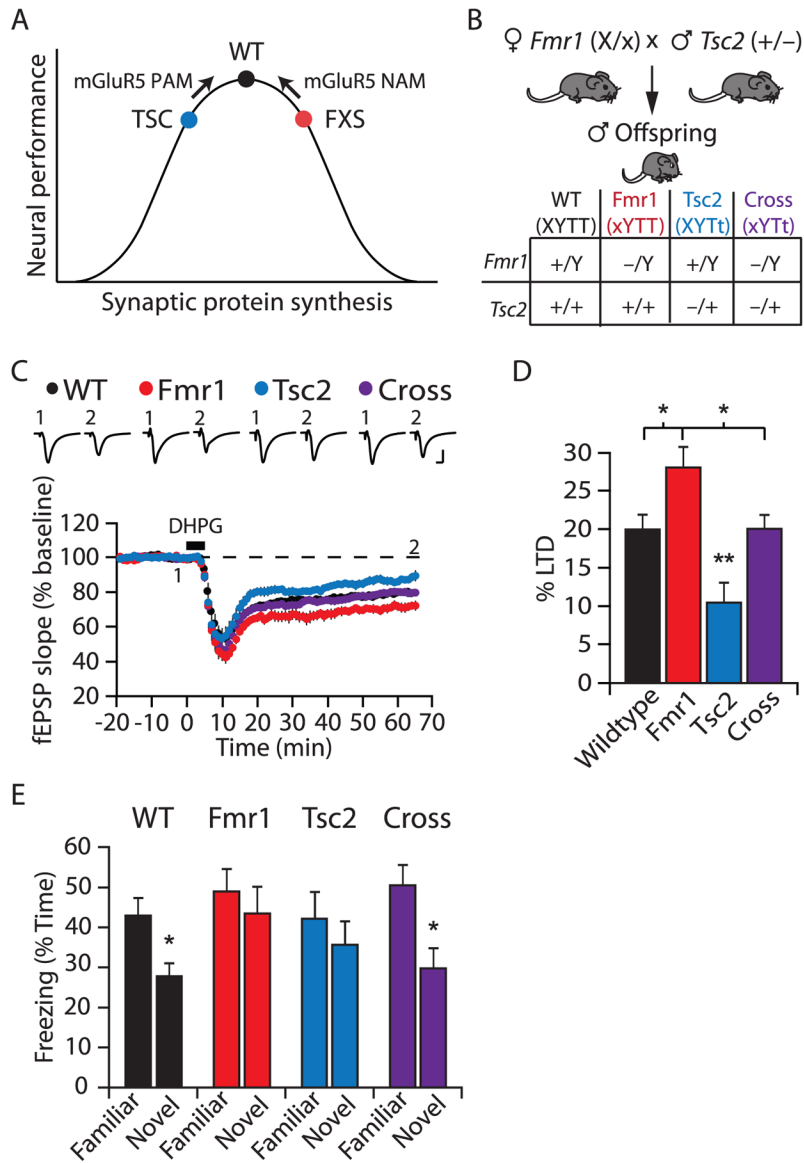 A
WT
mGluR5 PAM
mGluR5 NAM
TSC
FXS
Neural performance
Synaptic protein synthesis
B
♀ Fmr1 (X/x) x ♂ Tsc2 (+/–)
♂ Offspring
WT Fmr1 Tsc2 Cross
(XYTT) (xYTT) (XYTt) (xYTt)
Fmr1 +/Y –/Y +/Y –/Y
Tsc2 +/+ +/+ –/+ –/+
C
WT Fmr1 Tsc2 Cross
1 2 1 2 1 2 1 2
fEPSP slope (% baseline)
120
100
80
60
40
20
DHPG
1
2
-20 -10 0 10 20 30 40 50 60 70
Time (min)
D
* *
% LTD
30
25
20
15
10
5
0
**
Wildtype
Fmr1
Tsc2
Cross
E
WT Fmr1 Tsc2 Cross
Freezing (% Time)
60
50
40
30
20
10
0
* *
Familiar Novel Familiar Novel Familiar Novel Familiar Novel